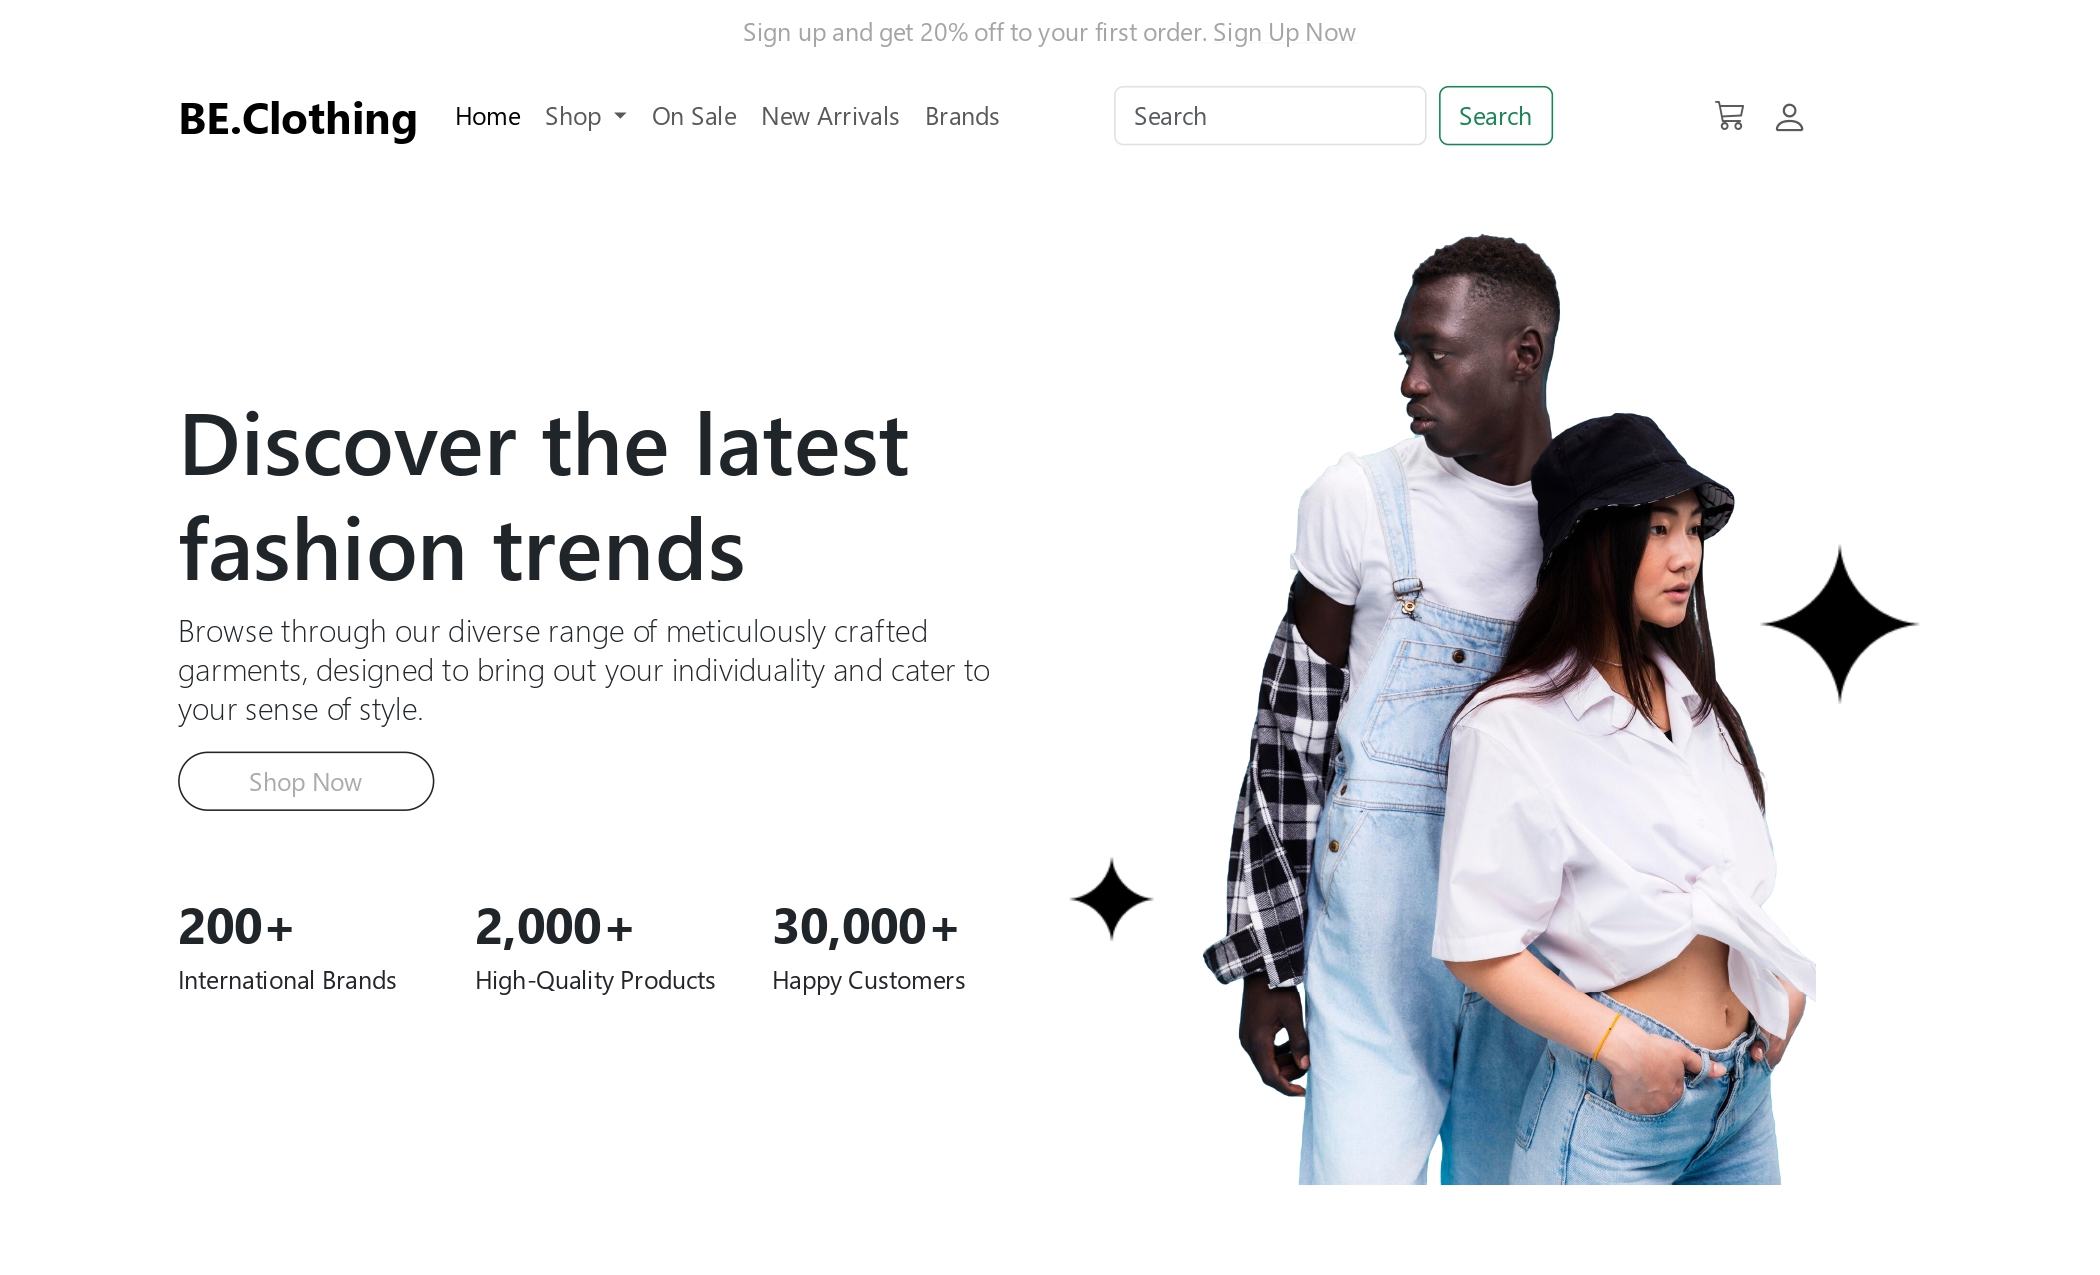 Sign up and get 20% off to your first order. Sign Up Now
BE.Clothing Home Shop On Sale New Arrivals Brands Search Search
Discover the latest
fashion trends
Browse through our diverse range of meticulously crafted
garments, designed to bring out your individuality and cater to
your sense of style.
Shop Now
200+ 2,000+ 30,000+
International Brands High-Quality Products Happy Customers